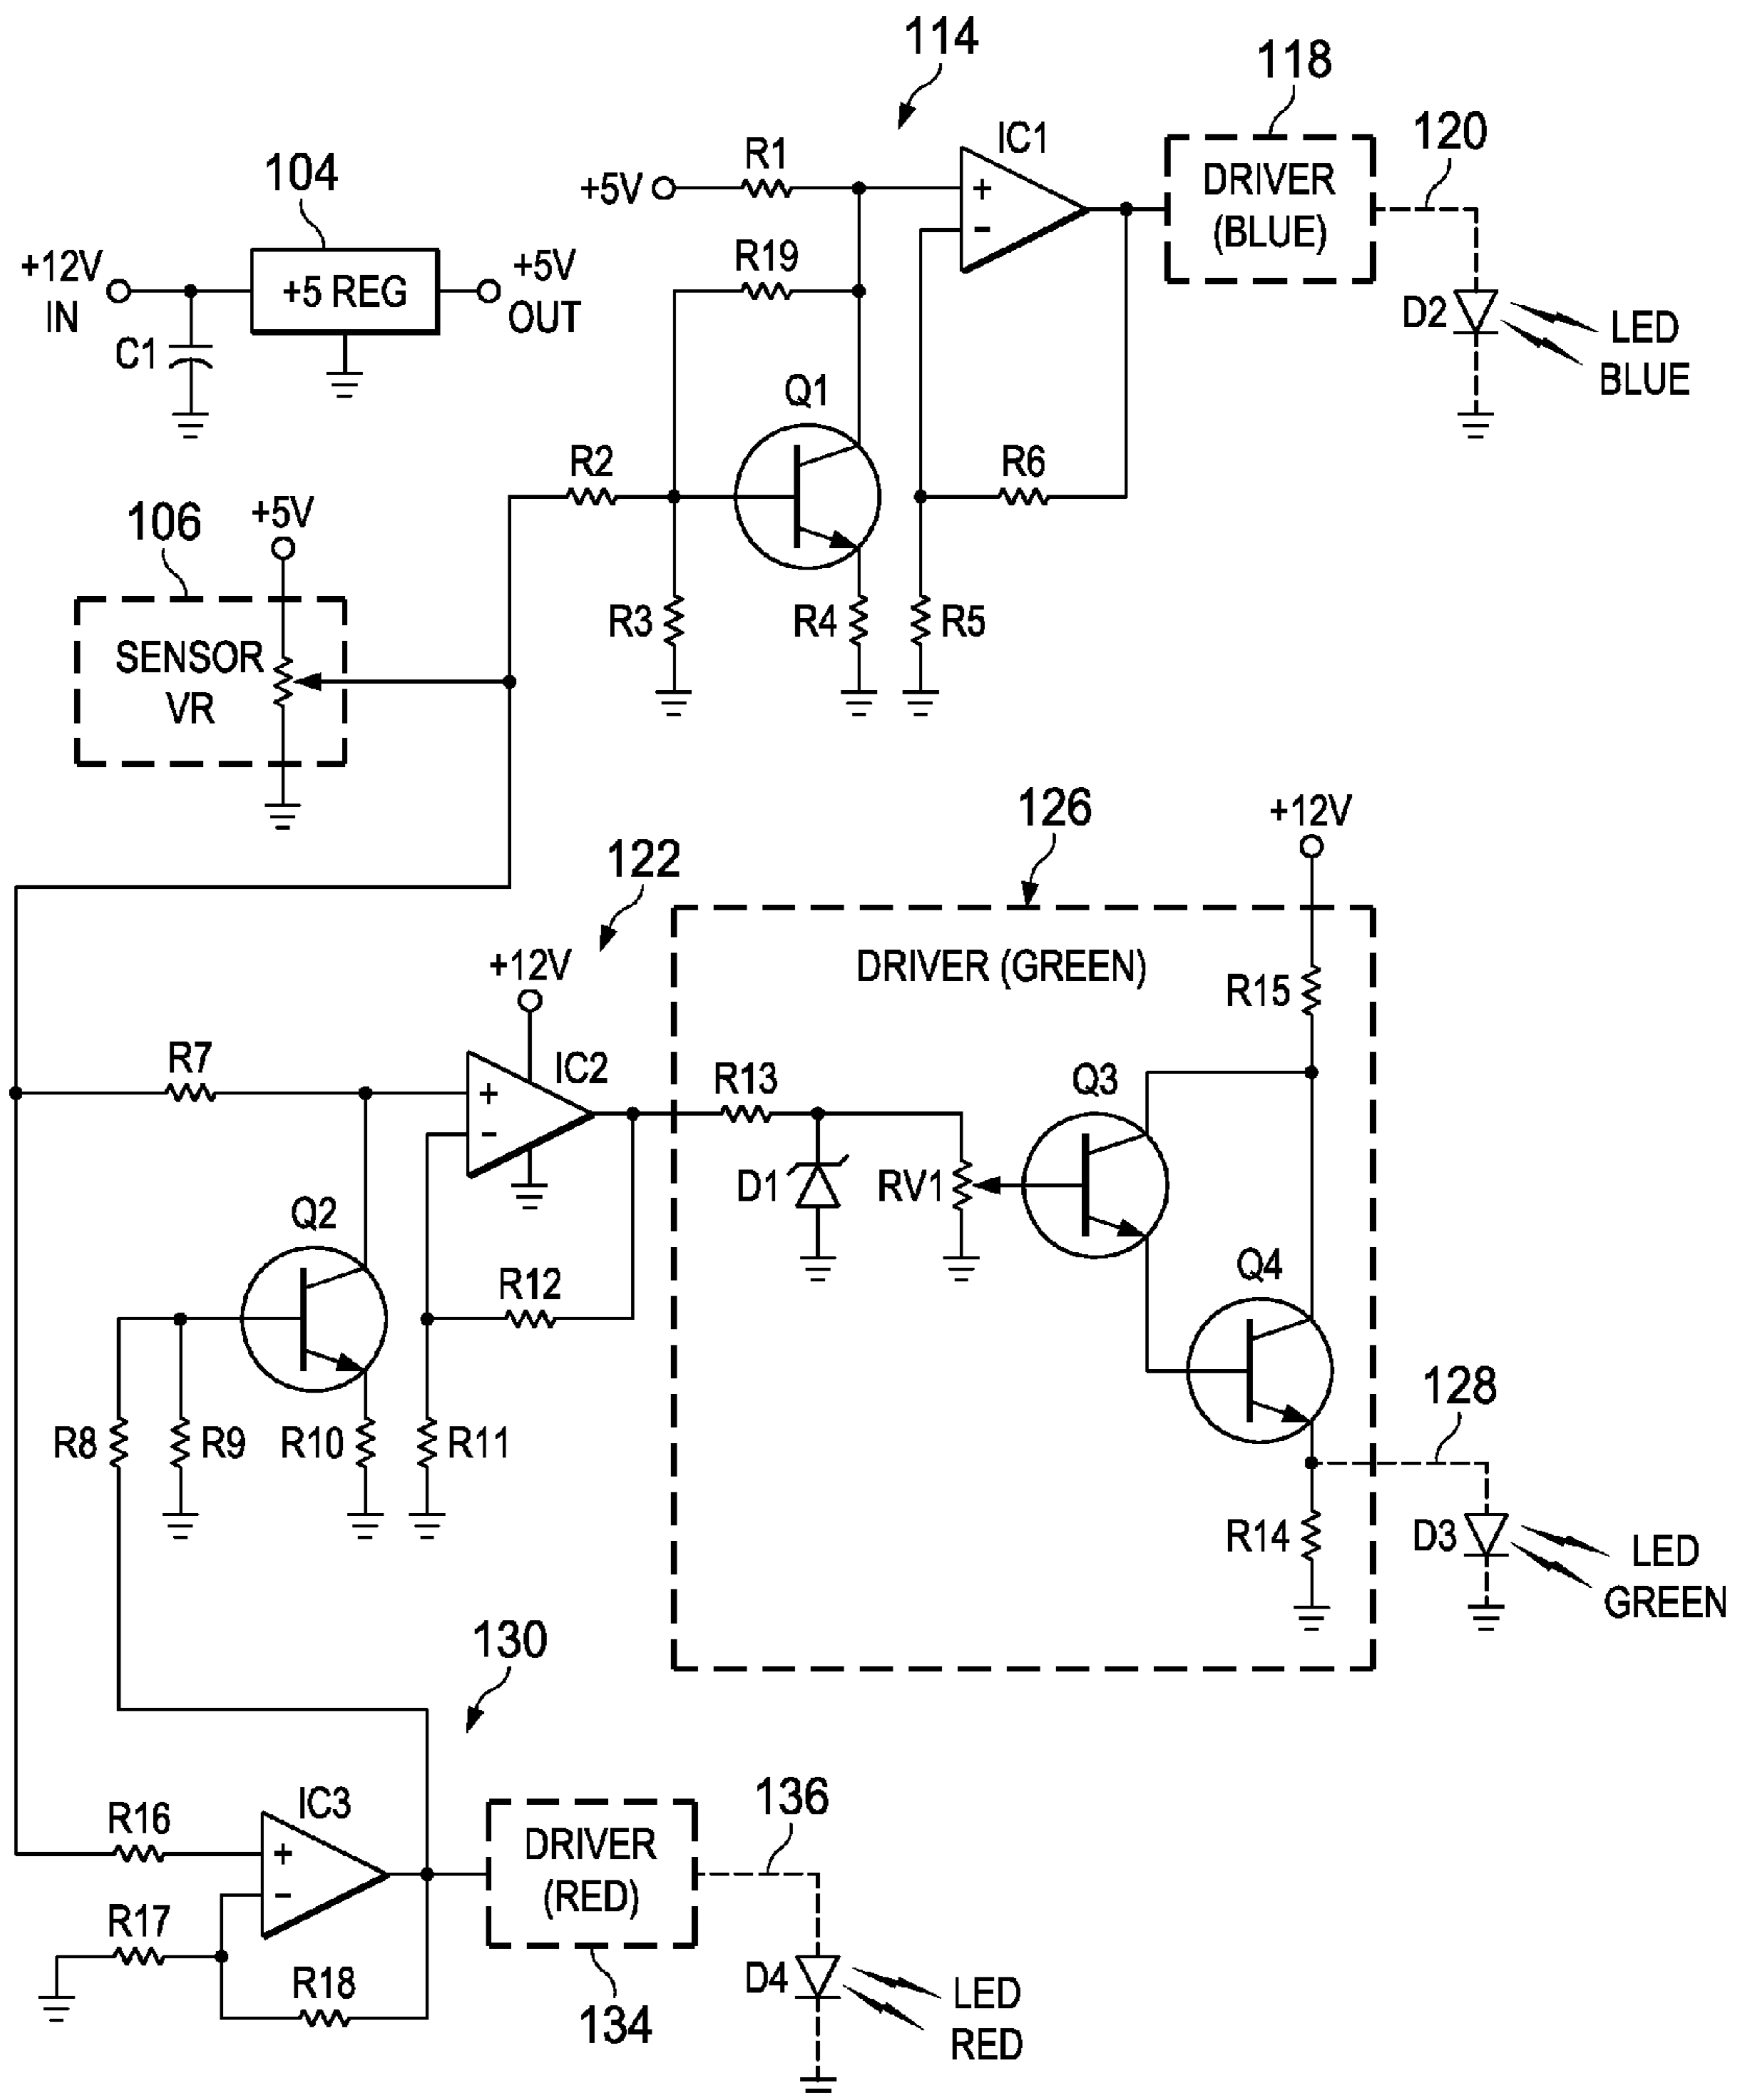 114
118
IC1
R1
+5V
+
-
DRIVER
(BLUE)
120
104
+12V
IN
+5 REG
+5V
OUT
C1
R19
D2
LED
BLUE
Q1
R2
R6
R3
R4
R5
106
+5V
SENSOR
VR
122
126
+12V
DRIVER (GREEN)
+12V
R15
R7
+
-
IC2
R13
Q3
D1
RV1
Q2
R12
Q4
R8
R9
R10
R11
128
R14
D3
LED
GREEN
130
IC3
R16
+
-
R17
R18
DRIVER
(RED)
134
136
D4
LED
RED